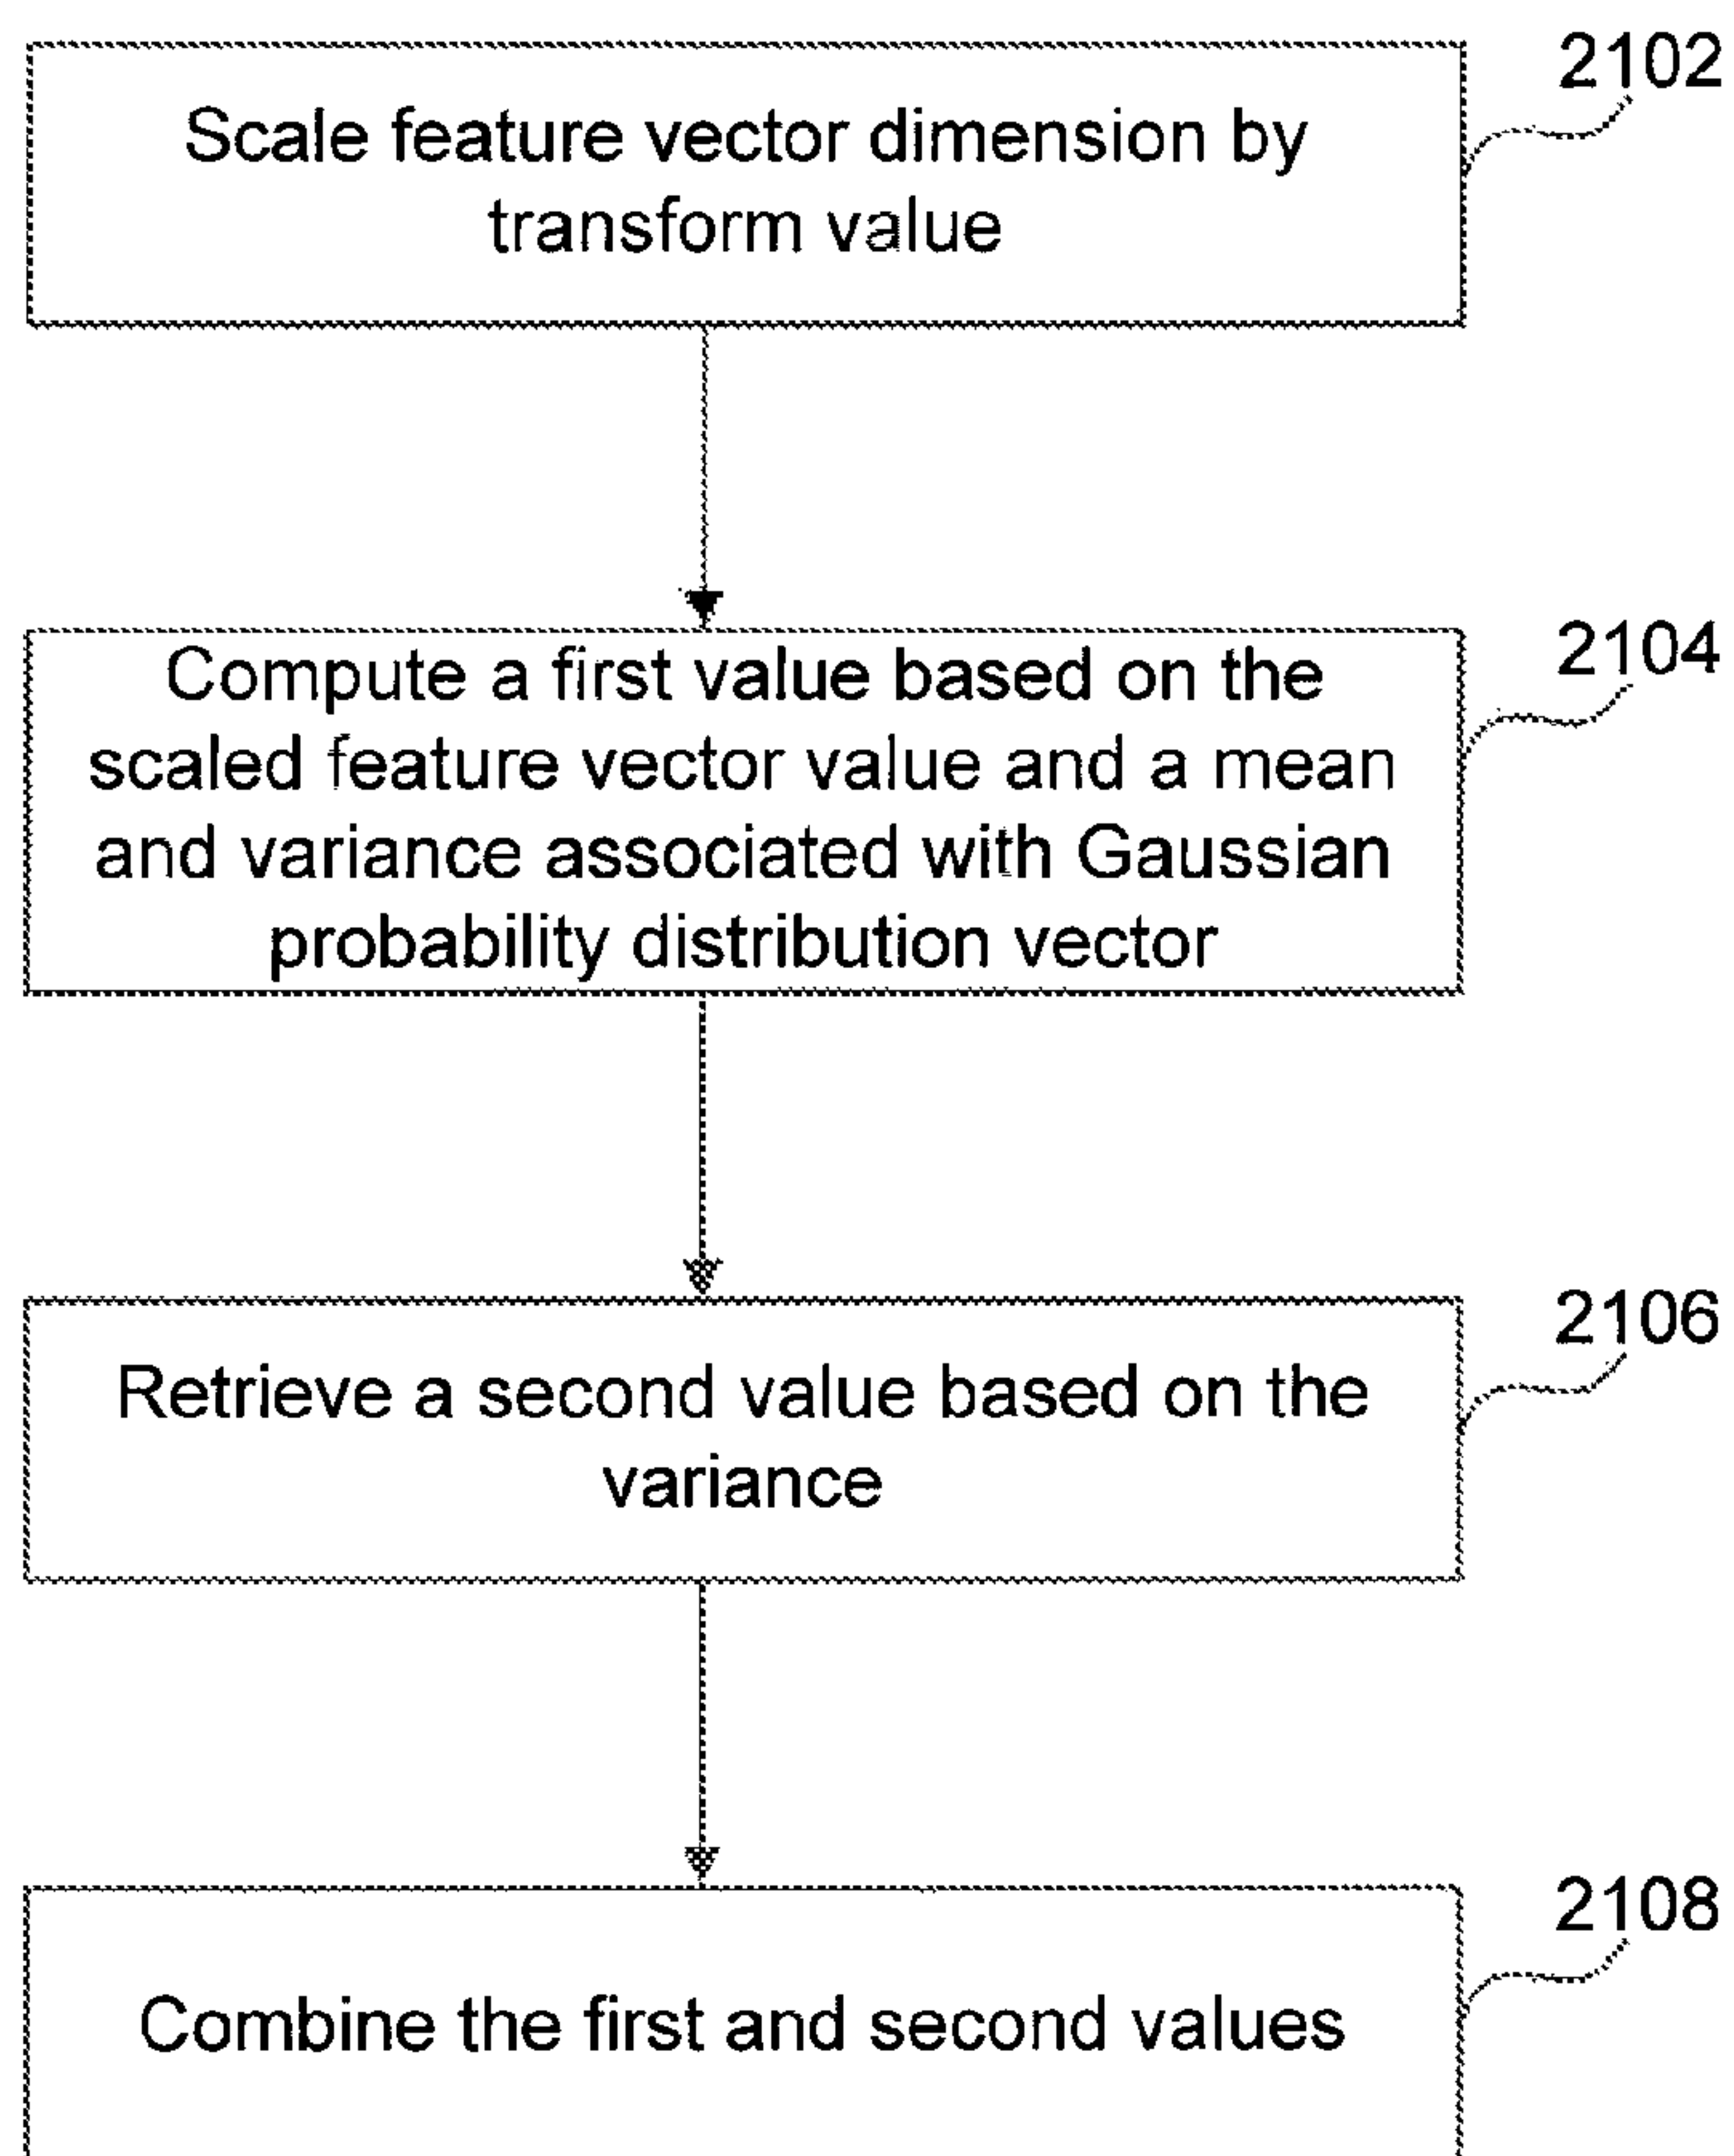 2102
Scale feature vector dimension by
transform value
2104
Compute a first value based on the
scaled feature vector value and a mean
and variance associated with Gaussian
probability distribution vector
2106
Retrieve a second value based on the
variance
2108
Combine the first and second values